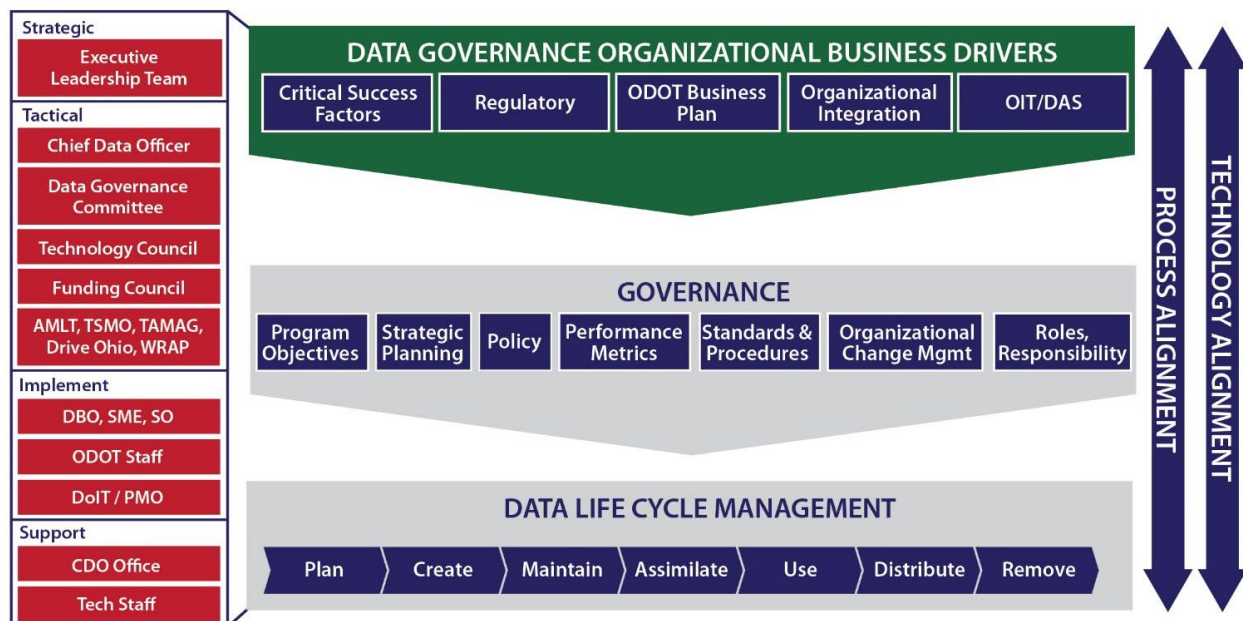 Strategic
Executive
Leadership Team
Tactical
Chief Data Officer
Data Governance
Committee
Technology Council
Funding Council
AMLT, TSMO, TAMAG,
Drive Ohio, WRAP
Implement
DBO, SME, SO
ODOT Staff
DoIT / PMO
Support
CDO Office
Tech Staff
DATA GOVERNANCE ORGANIZATIONAL BUSINESS DRIVERS
Critical Success
Factors
Regulatory
ODOT Business
Plan
Organizational
Integration
OIT/DAS
GOVERNANCE
Program
Objectives
Strategic
Planning
Policy
Performance
Metrics
Standards &
Procedures
Organizational
Change Mgmt
Roles,
Responsibility
DATA LIFE CYCLE MANAGEMENT
Plan
Create
Maintain
Assimilate
Use
Distribute
Remove
PROCESS ALIGNMENT
TECHNOLOGY ALIGNMENT